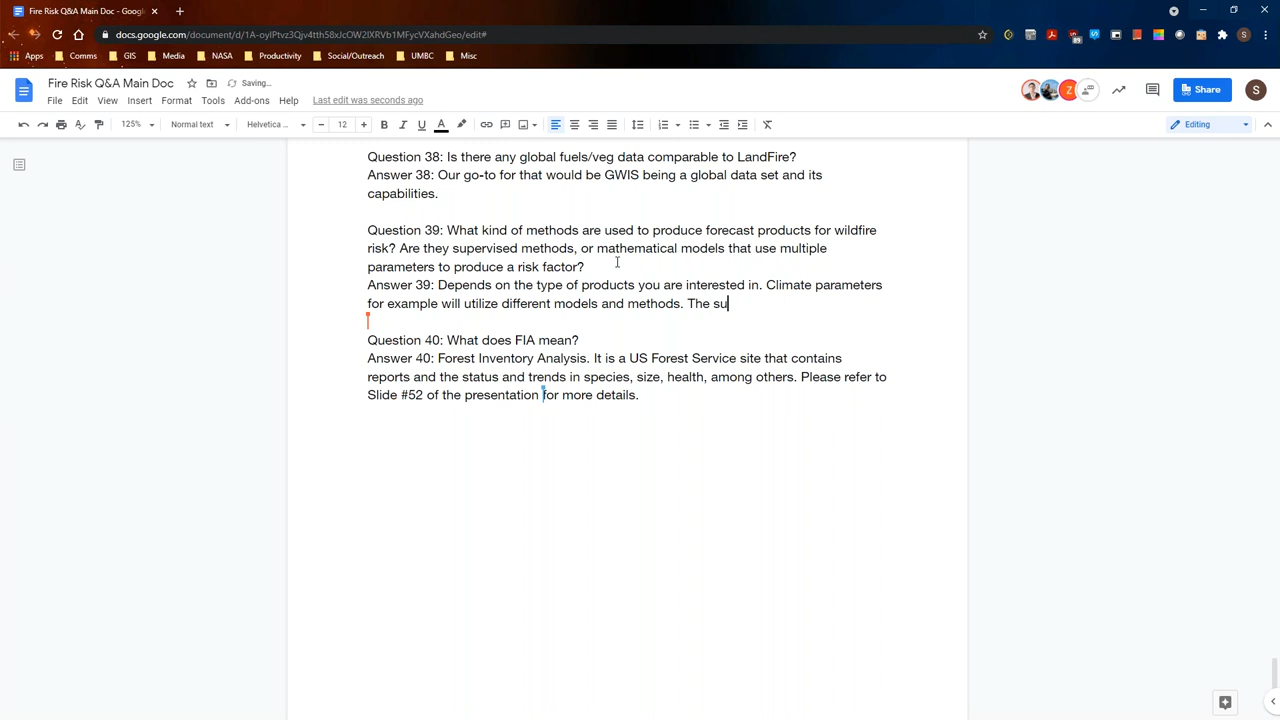 Fire Risk Q&A Main Doc - Google
docs.google.com/document/d/1A-oyIPtvz3Qjv4tth58xJcOW2IXRVb1MFycVXahdGeo/edit#
Apps Comms GIS Media NASA Productivity Social/Outreach UMBC Misc
Fire Risk Q&A Main Doc Saving...
File Edit View Insert Format Tools Add-ons Help Last edit was seconds ago
Z Share S
125% Normal text Helvetica ... 12 Editing
Question 38: Is there any global fuels/veg data comparable to LandFire?
Answer 38: Our go-to for that would be GWIS being a global data set and its
capabilities.
Question 39: What kind of methods are used to produce forecast products for wildfire
risk? Are they supervised methods, or mathematical models that use multiple
parameters to produce a risk factor?
Answer 39: Depends on the type of products you are interested in. Climate parameters
for example will utilize different models and methods. The su
Question 40: What does FIA mean?
Answer 40: Forest Inventory Analysis. It is a US Forest Service site that contains
reports and the status and trends in species, size, health, among others. Please refer to
Slide #52 of the presentation for more details.